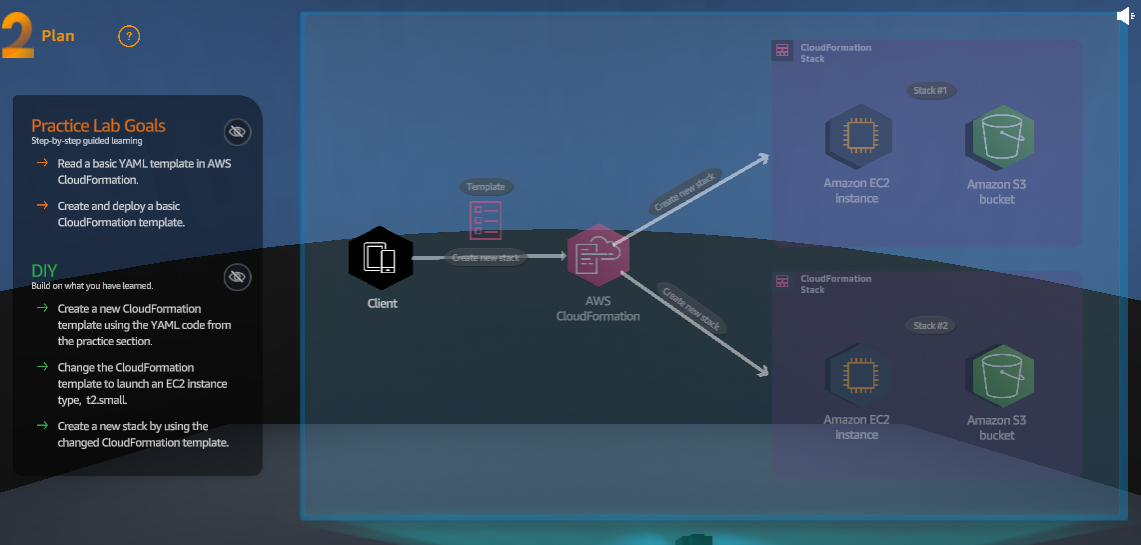 2 Plan ?
Practice Lab Goals
Step-by-step guided learning
Read a basic YAML template in AWS
CloudFormation.
Create and deploy a basic
CloudFormation template.
DIY
Build on what you have learned.
Create a new CloudFormation
template using the YAML code from
the practice section.
Change the CloudFormation
template to launch an EC2 instance
type, t2.small.
Create a new stack by using the
changed CloudFormation template.
Client
Template
Create new stack
AWS
CloudFormation
Create new stack
Create new stack
CloudFormation
Stack
Stack #1
Amazon EC2
instance
Amazon S3
bucket
CloudFormation
Stack
Stack #2
Amazon EC2
instance
Amazon S3
bucket